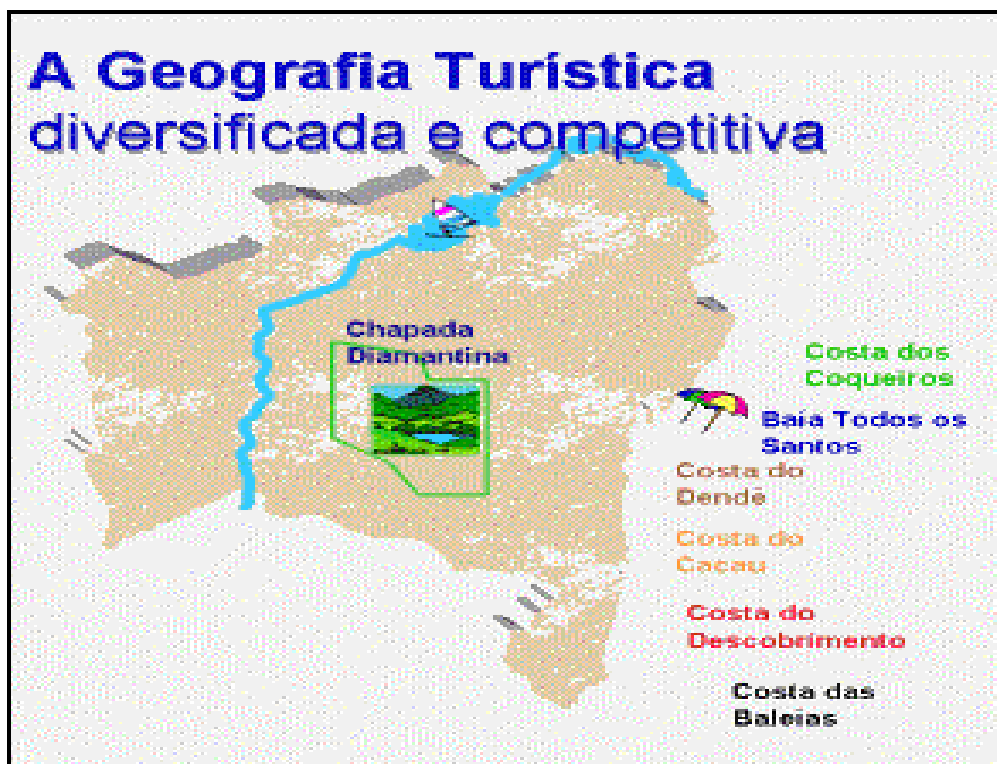 A Geografia Turística
diversificada e competitiva
Chapada
Diamantina
Costa dos
Coqueiros
Baia Todos os
Santos
Costa do
Dendê
Costa do
Cacau
Costa do
Descobrimento
Costa das
Baleias